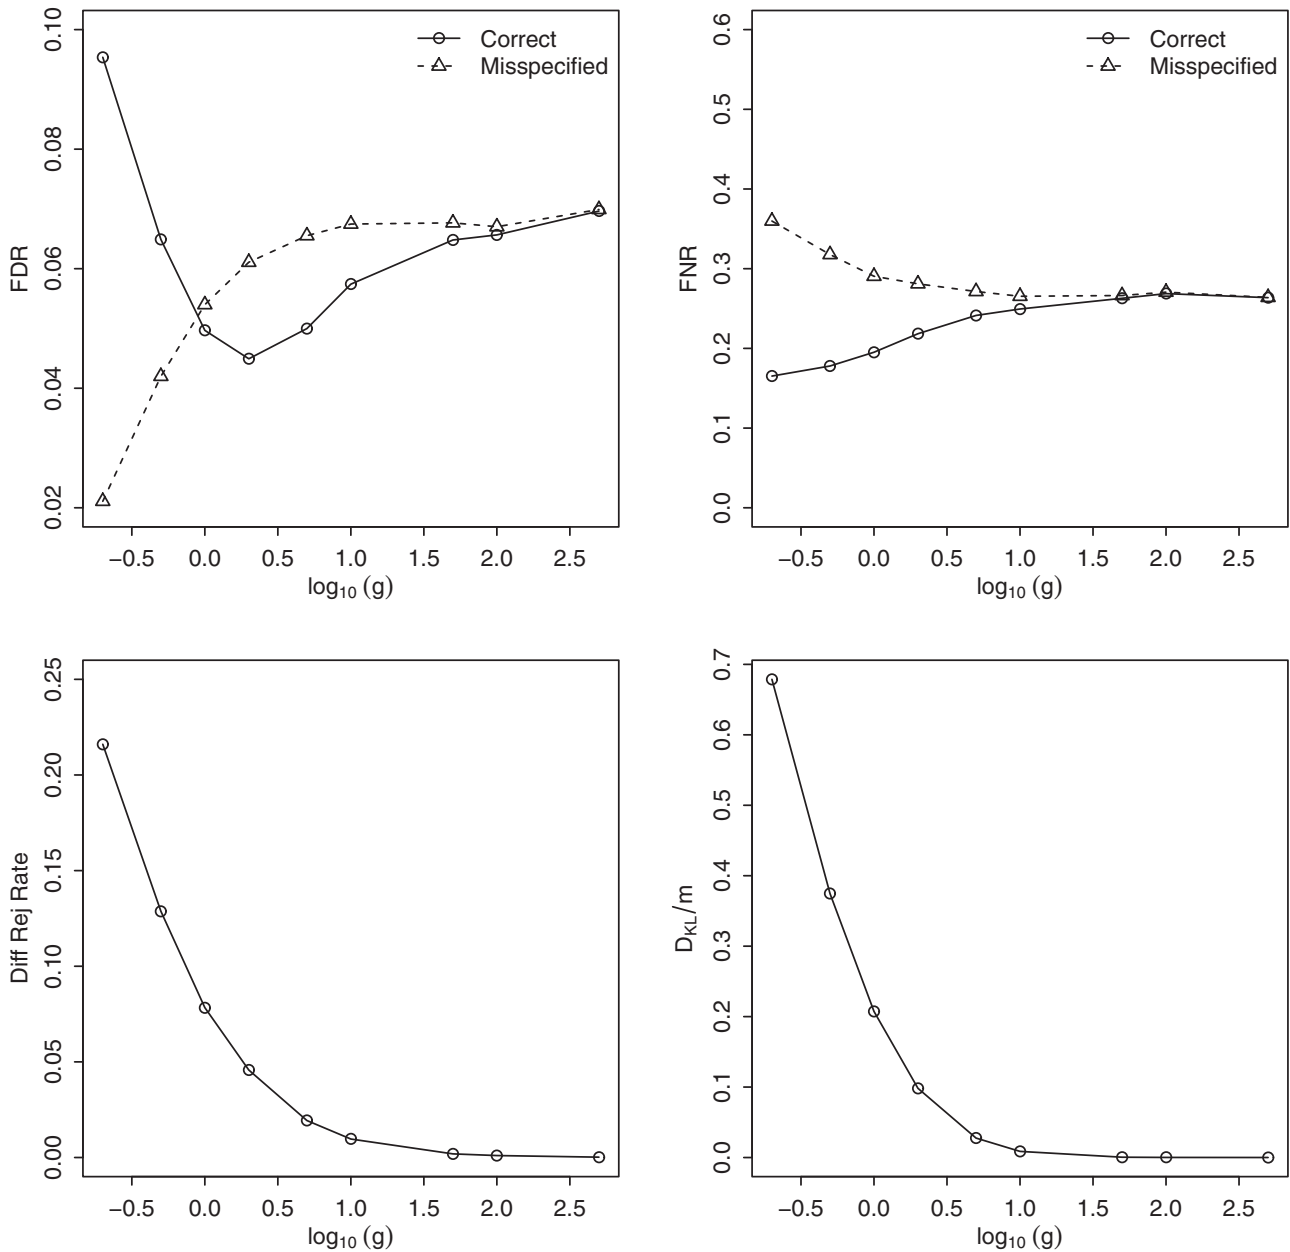 Correct
Misspecified
0.02 0.04 0.06 0.08 0.10
FDR
−0.5 0.0 0.5 1.0 1.5 2.0 2.5
log₁₀ (g)
Correct
Misspecified
0.0 0.1 0.2 0.3 0.4 0.5 0.6
FNR
−0.5 0.0 0.5 1.0 1.5 2.0 2.5
log₁₀ (g)
0.00 0.05 0.10 0.15 0.20 0.25
Diff Rej Rate
−0.5 0.0 0.5 1.0 1.5 2.0 2.5
log₁₀ (g)
0.0 0.1 0.2 0.3 0.4 0.5 0.6 0.7
D_KL/m
−0.5 0.0 0.5 1.0 1.5 2.0 2.5
log₁₀ (g)